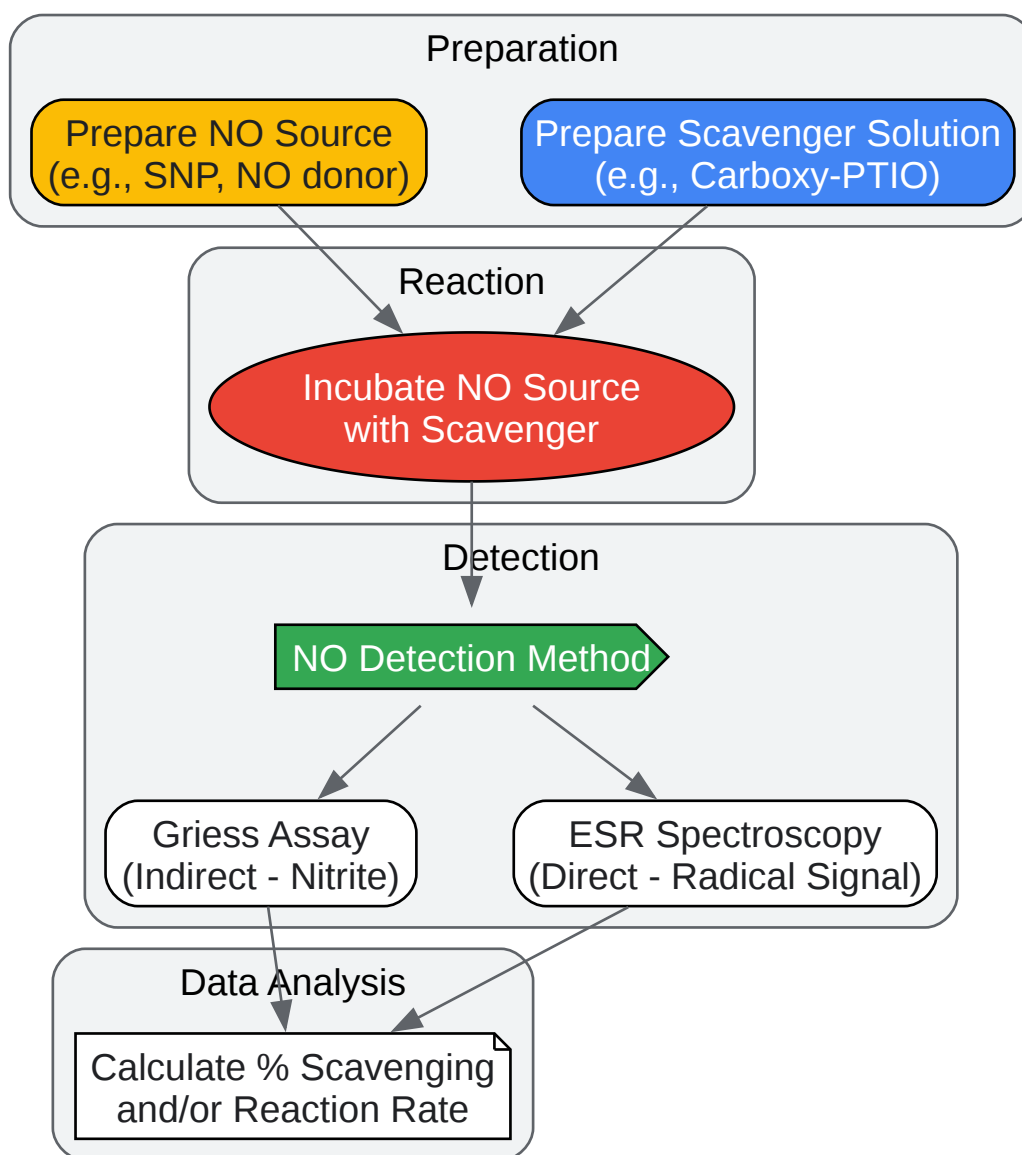 Preparation
Prepare NO Source
(e.g., SNP, NO donor)
Prepare Scavenger Solution
(e.g., Carboxy-PTIO)
Reaction
Incubate NO Source
with Scavenger
Detection
NO Detection Method
Griess Assay
(Indirect - Nitrite)
ESR Spectroscopy
(Direct - Radical Signal)
Data Analysis
Calculate % Scavenging
and/or Reaction Rate